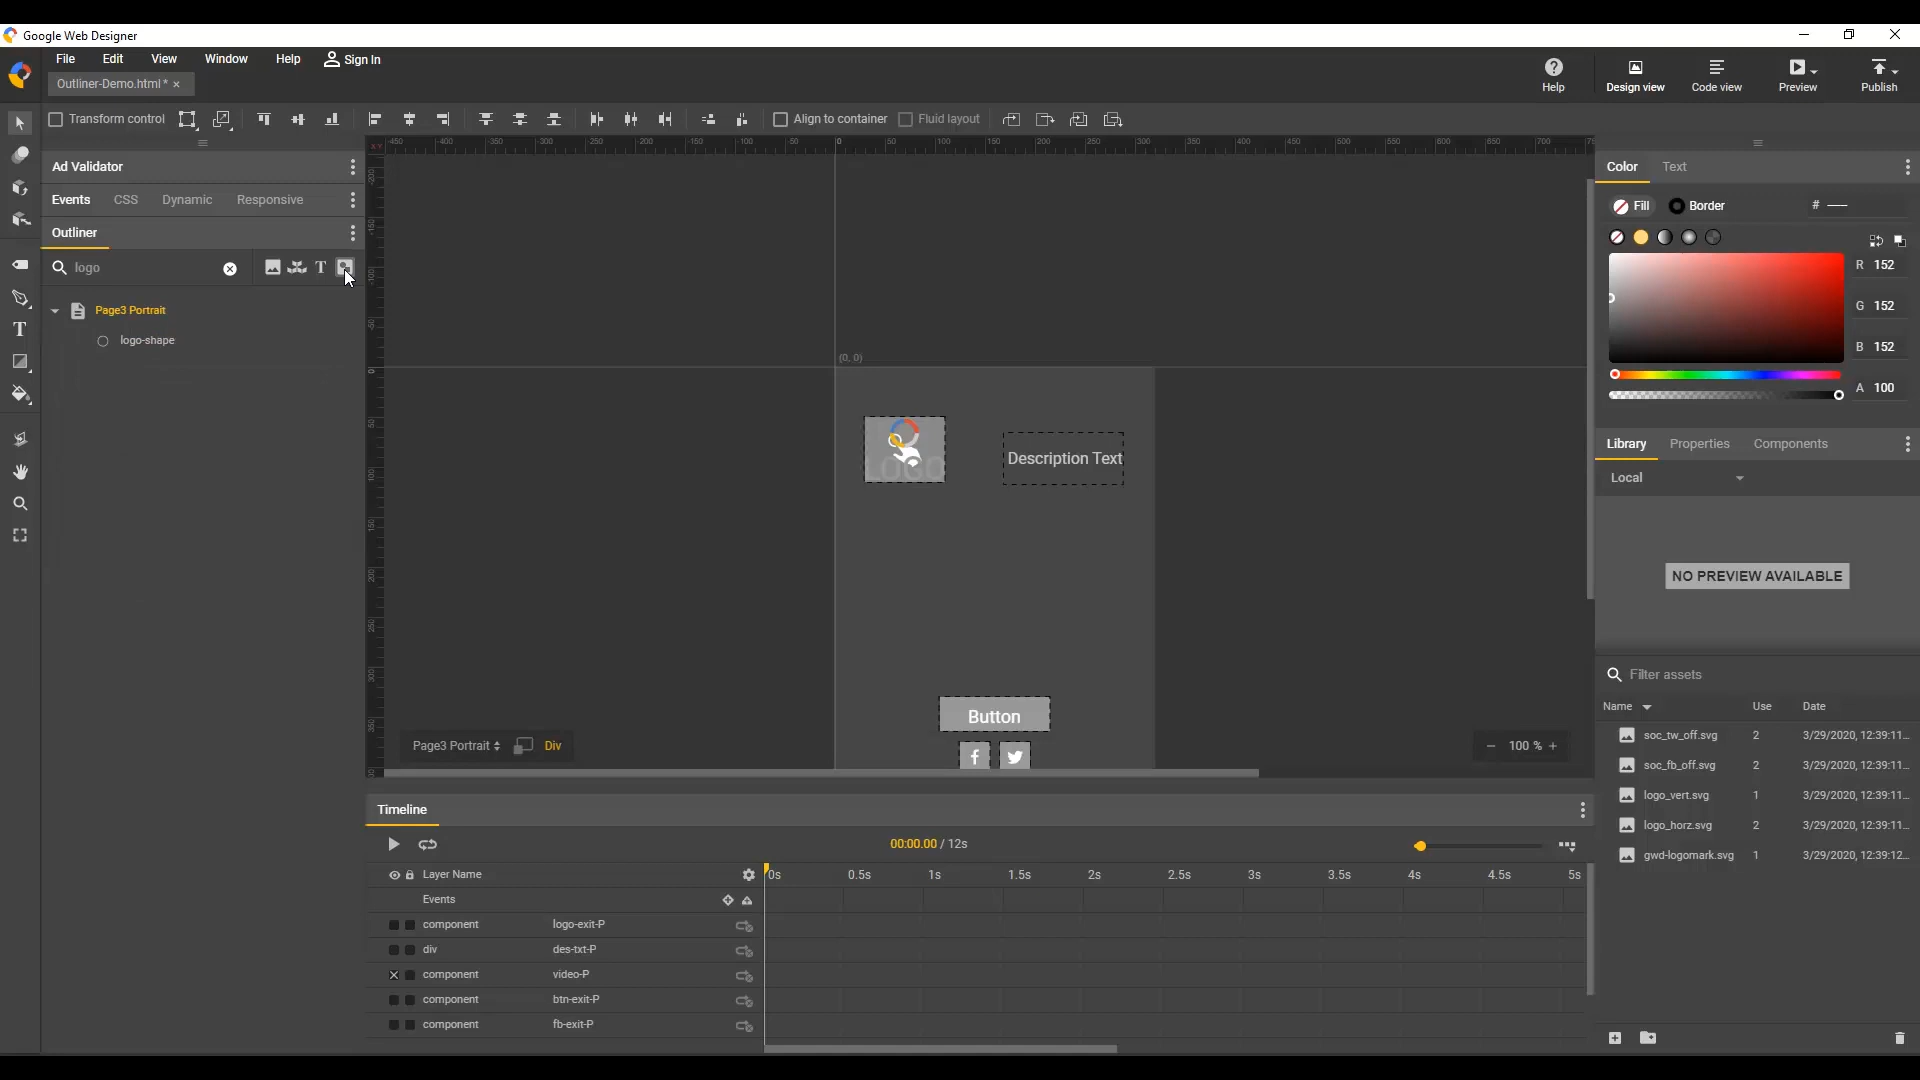 Google Web Designer
File Edit View Window Help Sign In
Outliner-Demo.html * ×
Help Design view Code view Preview Publish
Transform control Align to container Fluid layout
Ad Validator
Events CSS Dynamic Responsive
Outliner
logo
Page3 Portrait
logo-shape
(0, 0)
LOGO
Description Text
Button
Page3 Portrait Div
100 %
Color Text
Fill Border #
R 152
G 152
B 152
A 100
Library Properties Components
Local
NO PREVIEW AVAILABLE
Filter assets
Name Use Date
soc_tw_off.svg 2 3/29/2020, 12:39:11...
soc_fb_off.svg 2 3/29/2020, 12:39:11...
logo_vert.svg 1 3/29/2020, 12:39:11...
logo_horz.svg 2 3/29/2020, 12:39:11...
gwd-logomark.svg 1 3/29/2020, 12:39:12...
Timeline
00:00.00 / 12s
Layer Name 0s 0.5s 1s 1.5s 2s 2.5s 3s 3.5s 4s 4.5s 5s
Events
component logo-exit-P
div des-txt-P
component video-P
component btn-exit-P
component fb-exit-P